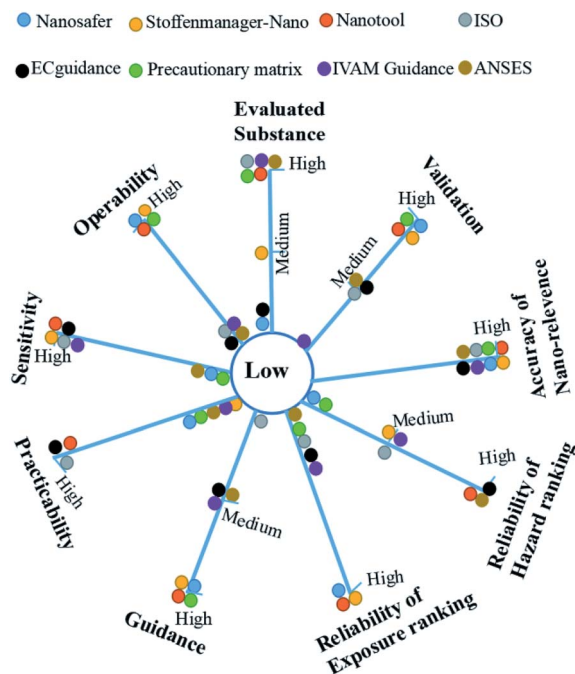 Nanosafer Stoffenmanager-Nano Nanotool ISO
ECguidance Precautionary matrix IVAM Guidance ANSES
Evaluated
Substance
High
Medium
Validation
High
Medium
Accuracy of
Nano-relevence
High
Reliability of
Hazard ranking
High
Medium
Reliability of
Exposure ranking
High
Guidance
High
Medium
Practicability
High
Sensitivity
High
Operability
High
Low